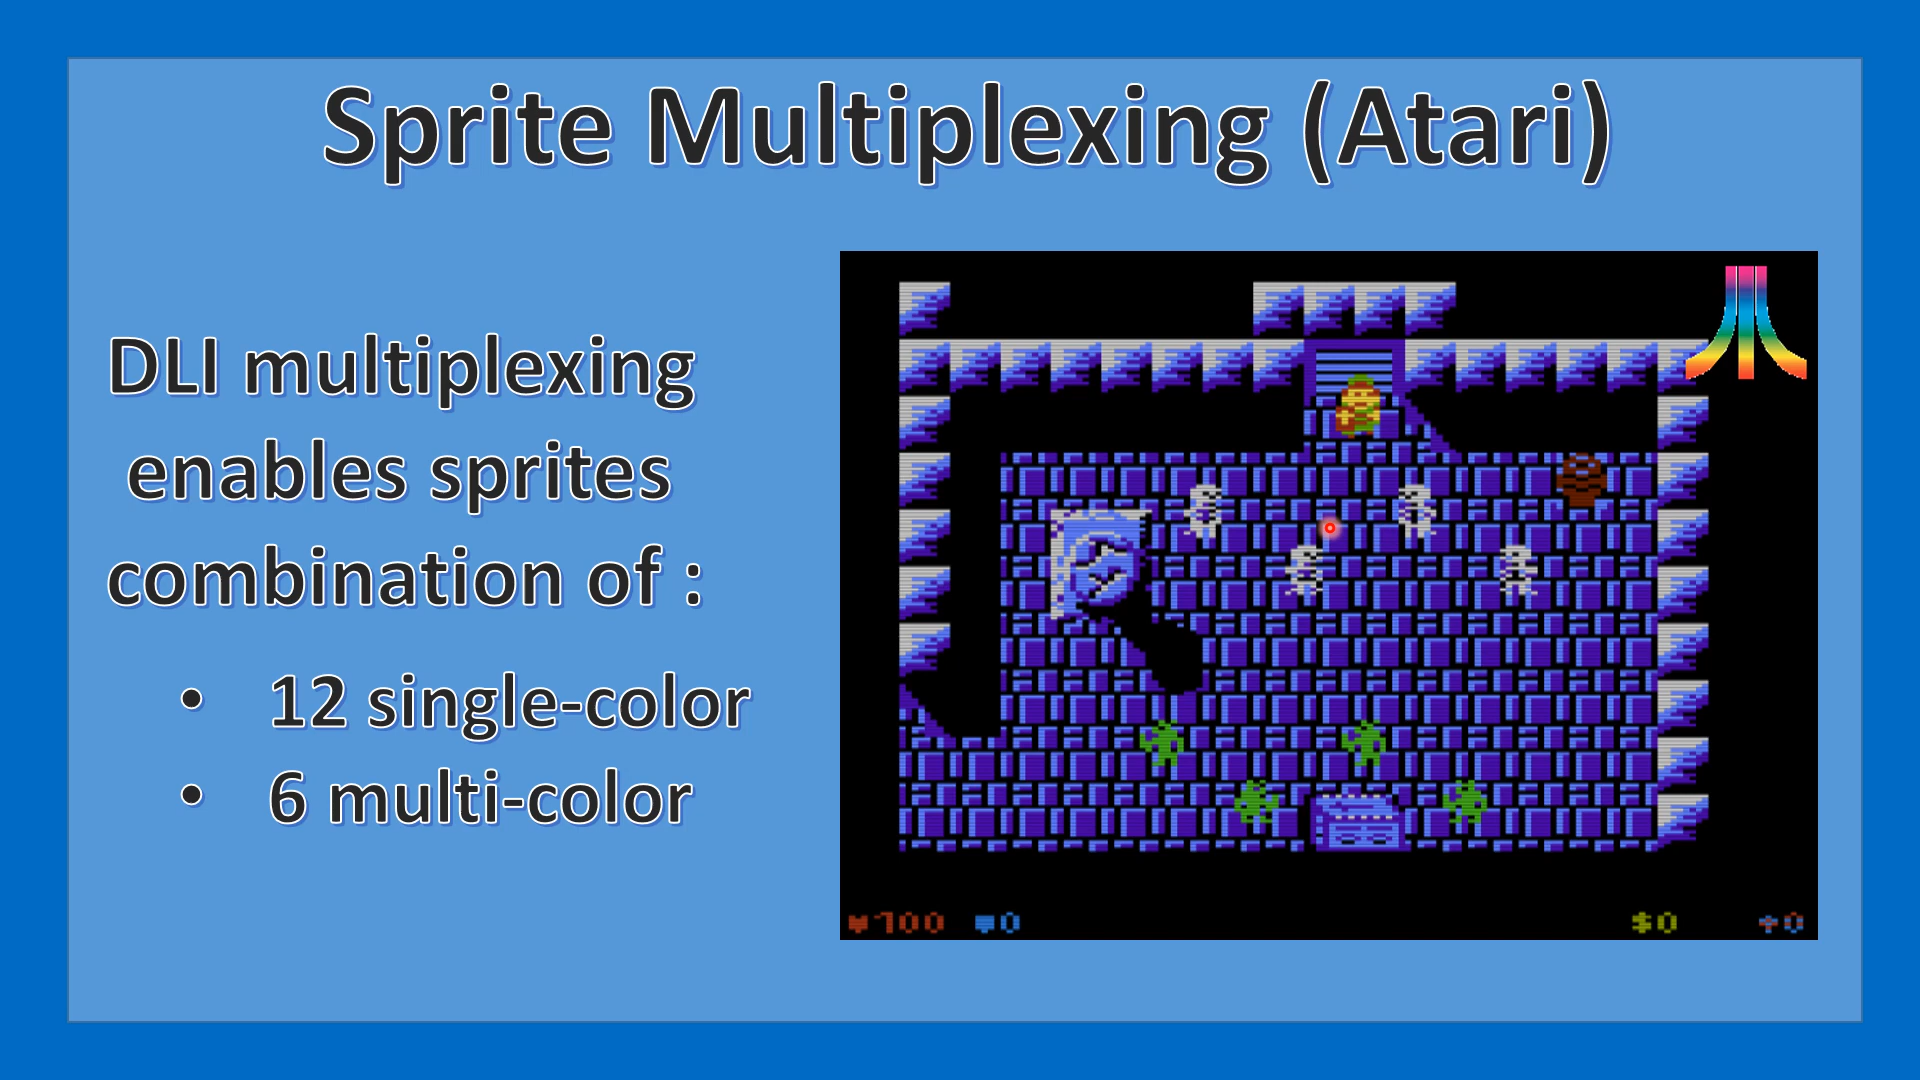 Sprite Multiplexing (Atari)
DLI multiplexing
enables sprites
combination of :
• 12 single-color
• 6 multi-color
♥100 0 $0 0